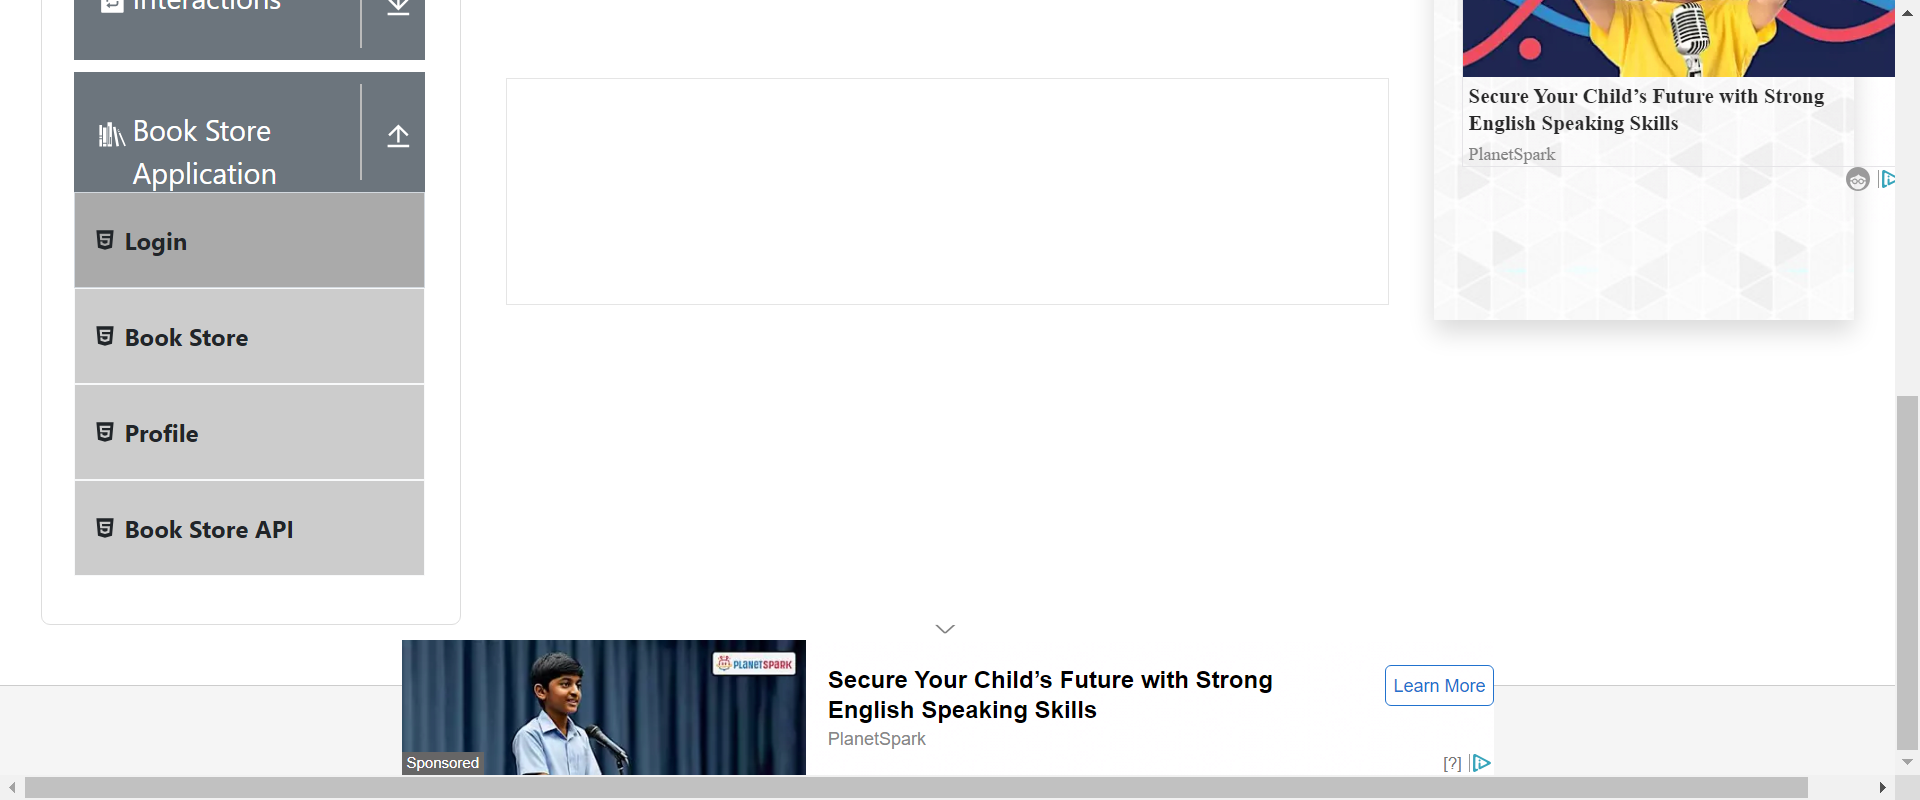 Interactions
Book Store
Application
Login
Book Store
Profile
Book Store API
Secure Your Child’s Future with Strong
English Speaking Skills
PlanetSpark
PLANETSPARK
Sponsored
Secure Your Child’s Future with Strong
English Speaking Skills
PlanetSpark
Learn More
[?]